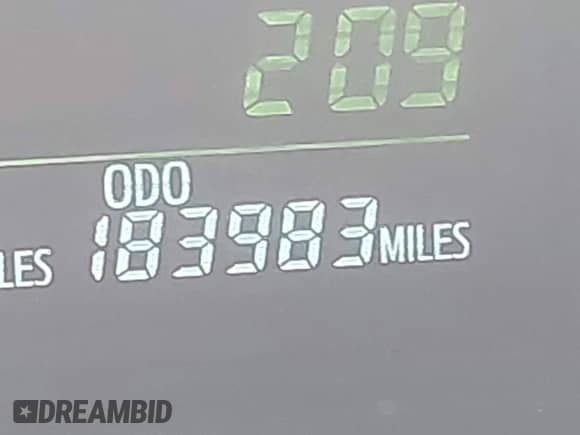 209
ODO
LES 183983 MILES
DREAMBID